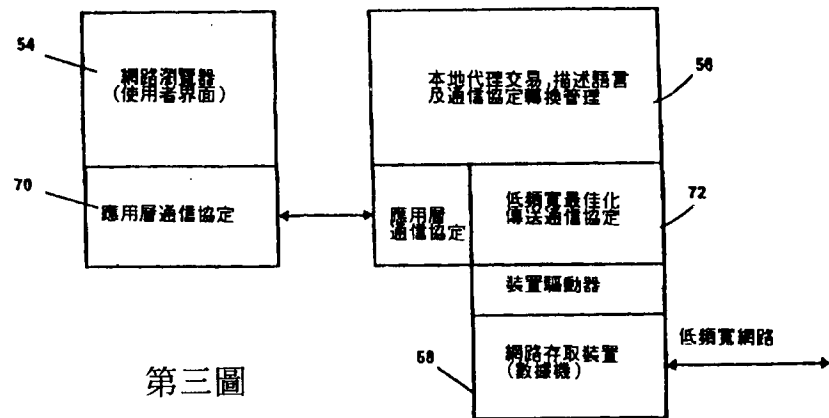 54
網路瀏覽器
(使用者界面)
70
應用層通信協定
本地代理交易,描述語言
及通信協定轉換管理
56
應用層
通信協定
低頻寬最佳化
傳送通信協定
72
裝置驅動器
58
網路存取裝置
(數據機)
低頻寬網路
第三圖